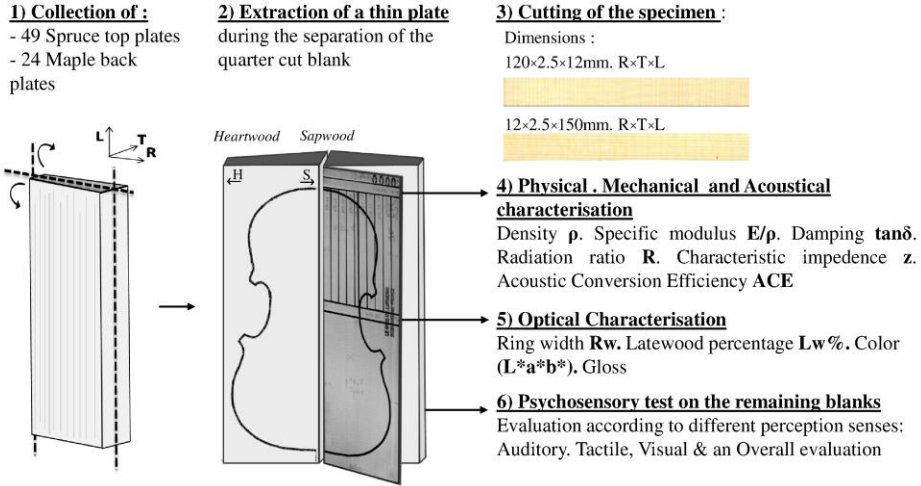 1) Collection of :
- 49 Spruce top plates
- 24 Maple back
plates
2) Extraction of a thin plate
during the separation of the
quarter cut blank
3) Cutting of the specimen :
Dimensions :
120×2.5×12mm. R×T×L
12×2.5×150mm. R×T×L
L
T
R
Heartwood Sapwood
H
S
4) Physical . Mechanical and Acoustical
characterisation
Density ρ. Specific modulus E/ρ. Damping tanδ.
Radiation ratio R. Characteristic impedence z.
Acoustic Conversion Efficiency ACE
5) Optical Characterisation
Ring width Rw. Latewood percentage Lw%. Color
(L*a*b*). Gloss
6) Psychosensory test on the remaining blanks
Evaluation according to different perception senses:
Auditory. Tactile, Visual & an Overall evaluation